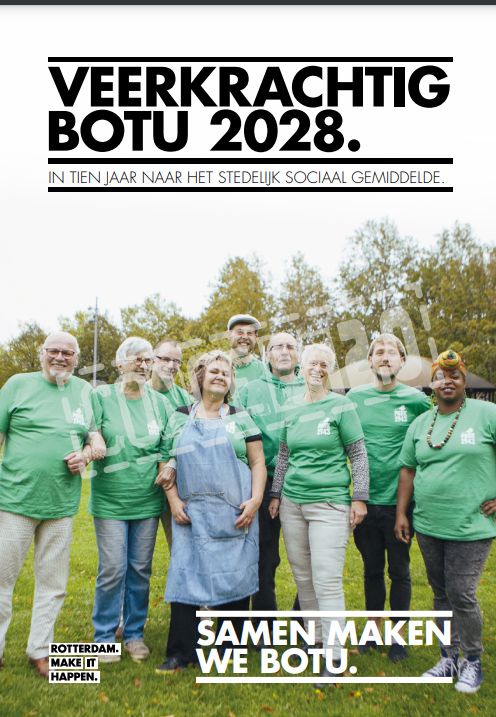 VEERKRACHTIG
BOTU 2028.
IN TIEN JAAR NAAR HET STEDELIJK SOCIAAL GEMIDDELDE.
SAMEN MAKEN
WE BOTU.
ROTTERDAM.
MAKE IT
HAPPEN.